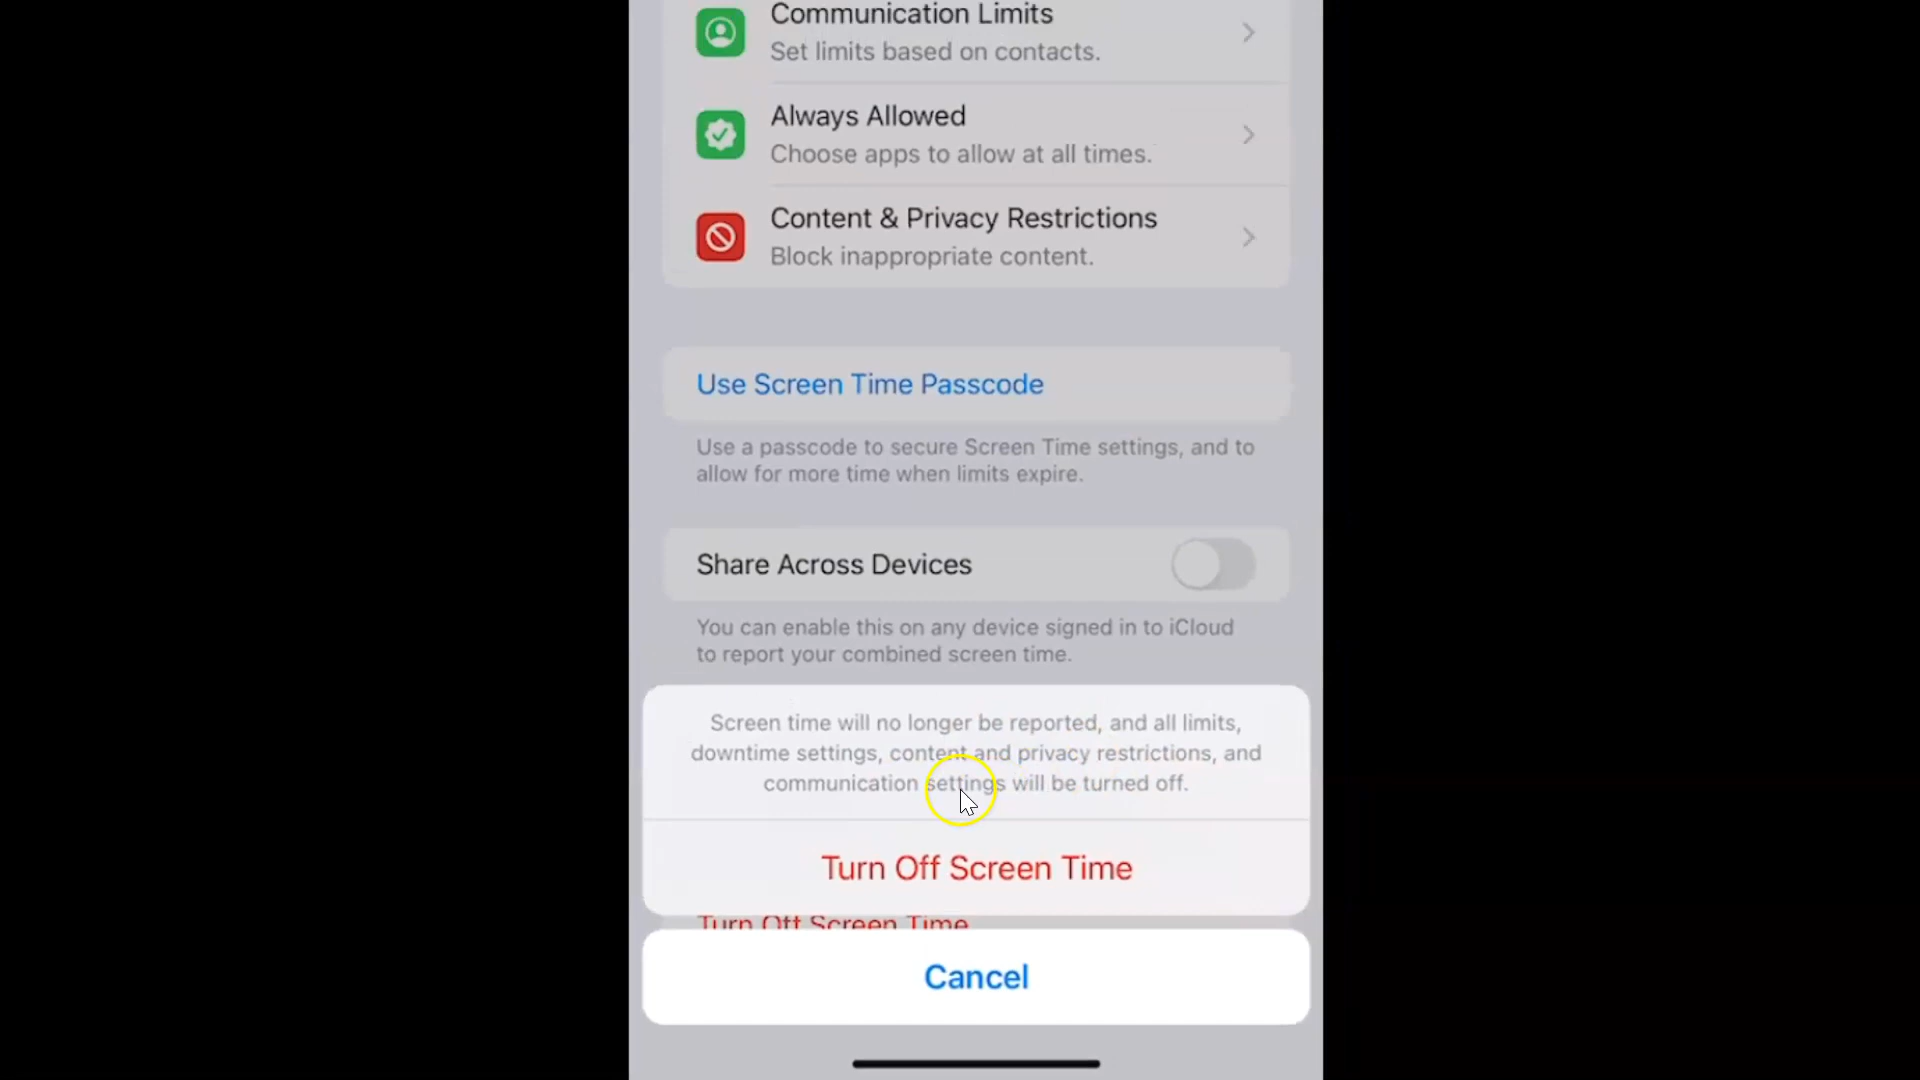 Communication Limits
Set limits based on contacts.
Always Allowed
Choose apps to allow at all times.
Content & Privacy Restrictions
Block inappropriate content.
Use Screen Time Passcode
Use a passcode to secure Screen Time settings, and to
allow for more time when limits expire.
Share Across Devices
You can enable this on any device signed in to iCloud
to report your combined screen time.
Screen time will no longer be reported, and all limits,
downtime settings, content and privacy restrictions, and
communication settings will be turned off.
Turn Off Screen Time
Turn Off Screen Time
Cancel